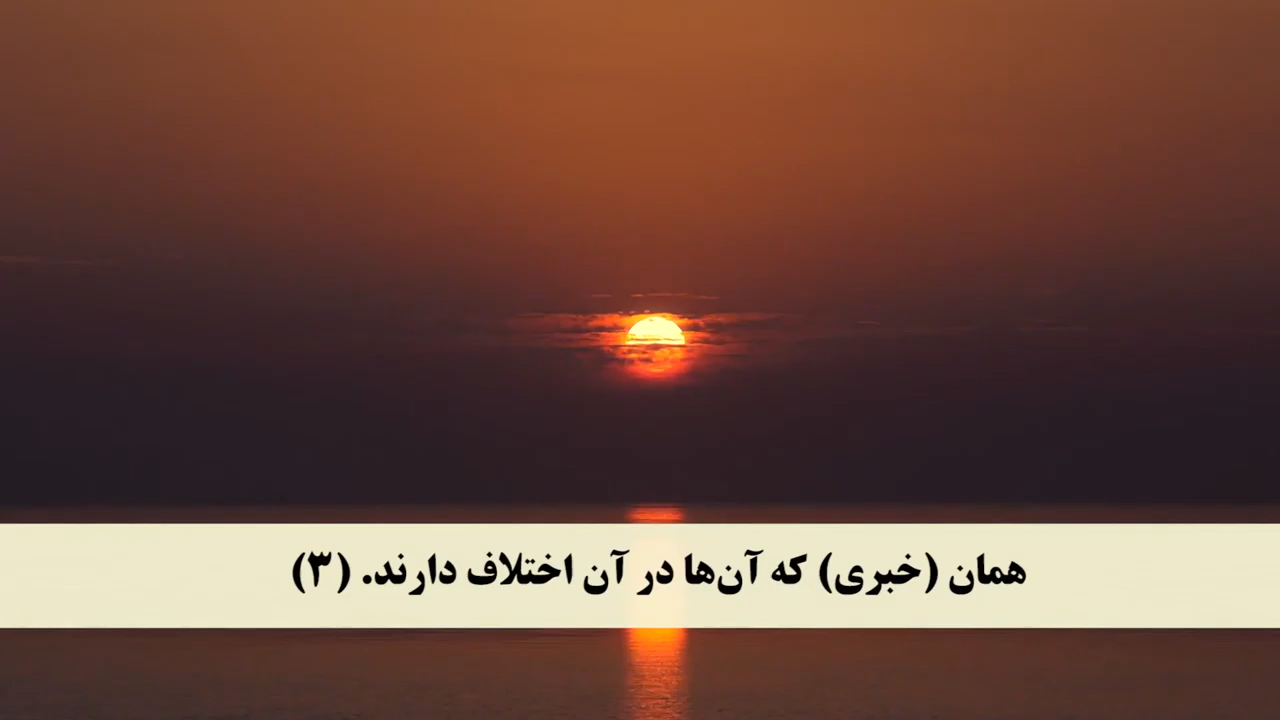 همان (خبری) که آن‌ها در آن اختلاف دارند. (۳)